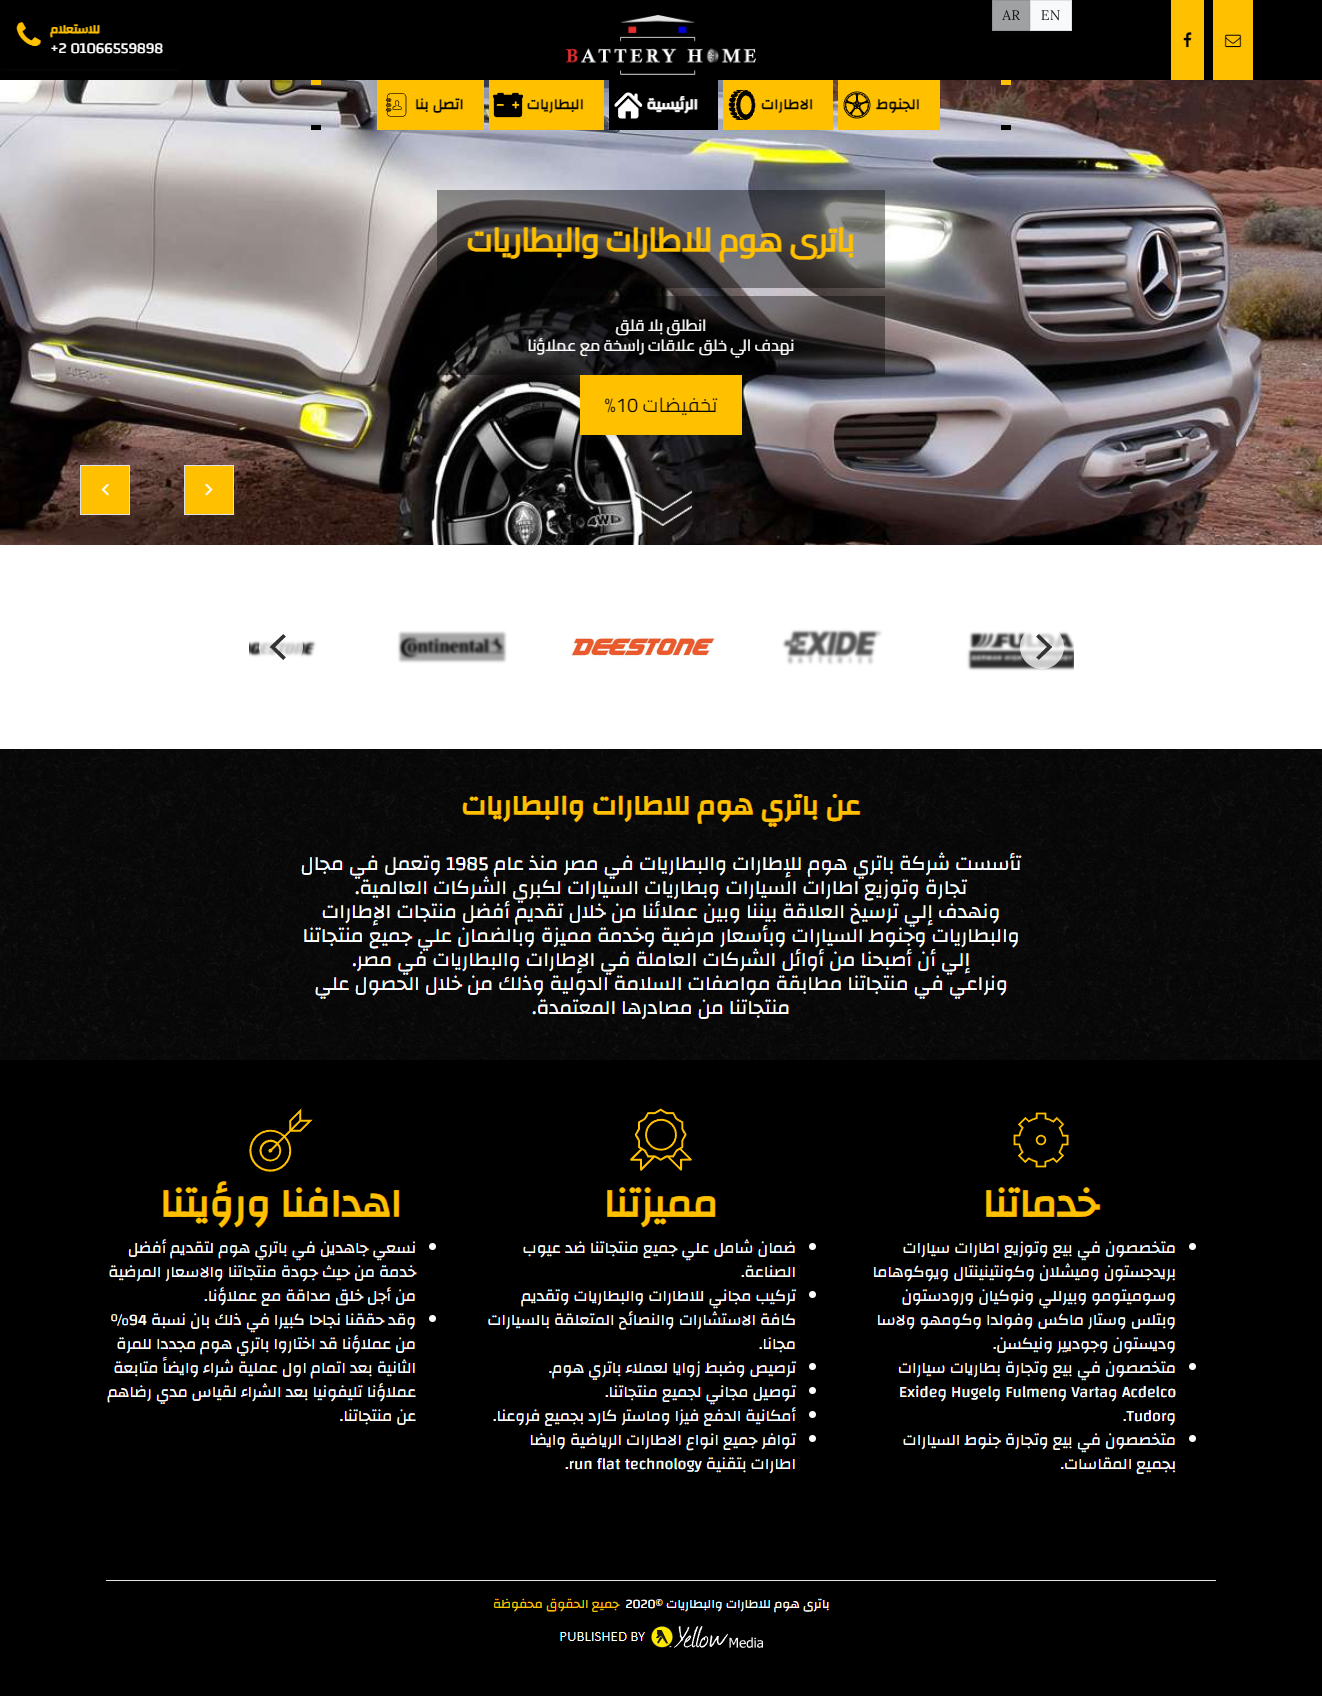 للاستعلام
+2 01066559898
BATTERY HOME
AR
EN
الجنوط
الاطارات
الرئيسية
البطاريات
اتصل بنا
باترى هوم للاطارات والبطاريات
انطلق بلا قلق
نهدف الي خلق علاقات راسخة مع عملاؤنا
تخفيضات 10%
4WD
Continental
DEESTONE
EXIDE
BATTERIES
FULDA
عن باتري هوم للاطارات والبطاريات
تأسست شركة باتري هوم للإطارات والبطاريات في مصر منذ عام 1985 وتعمل في مجال
تجارة وتوزيع اطارات السيارات وبطاريات السيارات لكبري الشركات العالمية.
ونهدف إلي ترسيخ العلاقة بيننا وبين عملائنا من خلال تقديم أفضل منتجات الإطارات
والبطاريات وجنوط السيارات وبأسعار مرضية وخدمة مميزة وبالضمان علي جميع منتجاتنا
إلي أن أصبحنا من أوائل الشركات العاملة في الإطارات والبطاريات في مصر.
ونراعي في منتجاتنا مطابقة مواصفات السلامة الدولية وذلك من خلال الحصول علي
منتجاتنا من مصادرها المعتمدة.
خدماتنا
متخصصون في بيع وتوزيع اطارات سيارات
بريدجستون وميشلان وكونتيننتال ويوكوهاما
وسوميتومو وبيرللي ونوكيان ورودستون
وبتلس وستار ماكس وفولدا وكومهو ولاسا
وديستون وجوديير ونيكسن.
متخصصون في بيع وتجارة بطاريات سيارات
Acdelco وVarta وFulmen وHugel وExide
وTudor.
متخصصون في بيع وتجارة جنوط السيارات
بجميع المقاسات.
مميزتنا
ضمان شامل علي جميع منتجاتنا ضد عيوب
الصناعة.
تركيب مجاني للاطارات والبطاريات وتقديم
كافة الاستشارات والنصائح المتعلقة بالسيارات
مجانا.
ترصيص وضبط زوايا لعملاء باتري هوم.
توصيل مجاني لجميع منتجاتنا.
أمكانية الدفع فيزا وماستر كارد بجميع فروعنا.
توافر جميع انواع الاطارات الرياضية وايضا
اطارات بتقنية run flat technology.
اهدافنا ورؤيتنا
نسعي جاهدين في باتري هوم لتقديم أفضل
خدمة من حيث جودة منتجاتنا والاسعار المرضية
من أجل خلق صداقة مع عملاؤنا.
وقد حققنا نجاحا كبيرا في ذلك بان نسبة 94%
من عملاؤنا قد اختاروا باتري هوم مجددا للمرة
الثانية بعد اتمام اول عملية شراء وايضاً متابعة
عملاؤنا تليفونيا بعد الشراء لقياس مدي رضاهم
عن منتجاتنا.
باترى هوم للاطارات والبطاريات ©2020 جميع الحقوق محفوظة
PUBLISHED BY Yellow Media